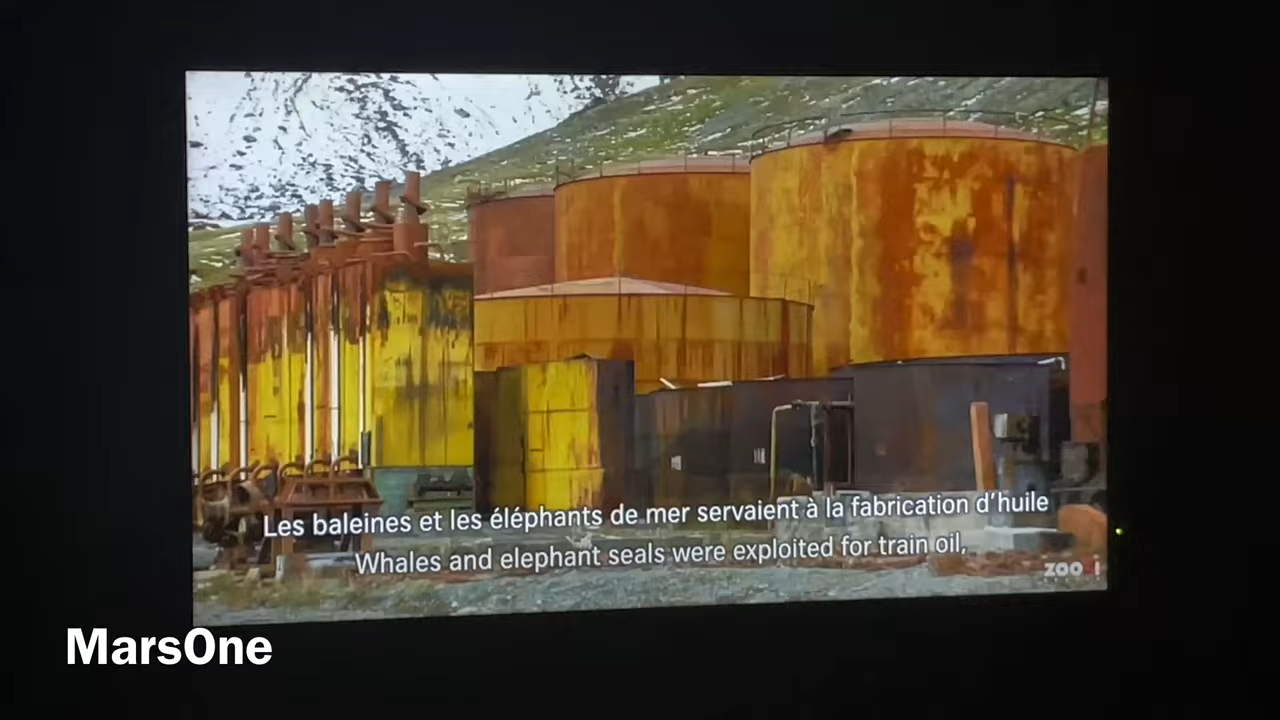 Les baleines et les éléphants de mer servaient à la fabrication d'huile
Whales and elephant seals were exploited for train oil,
MarsOne